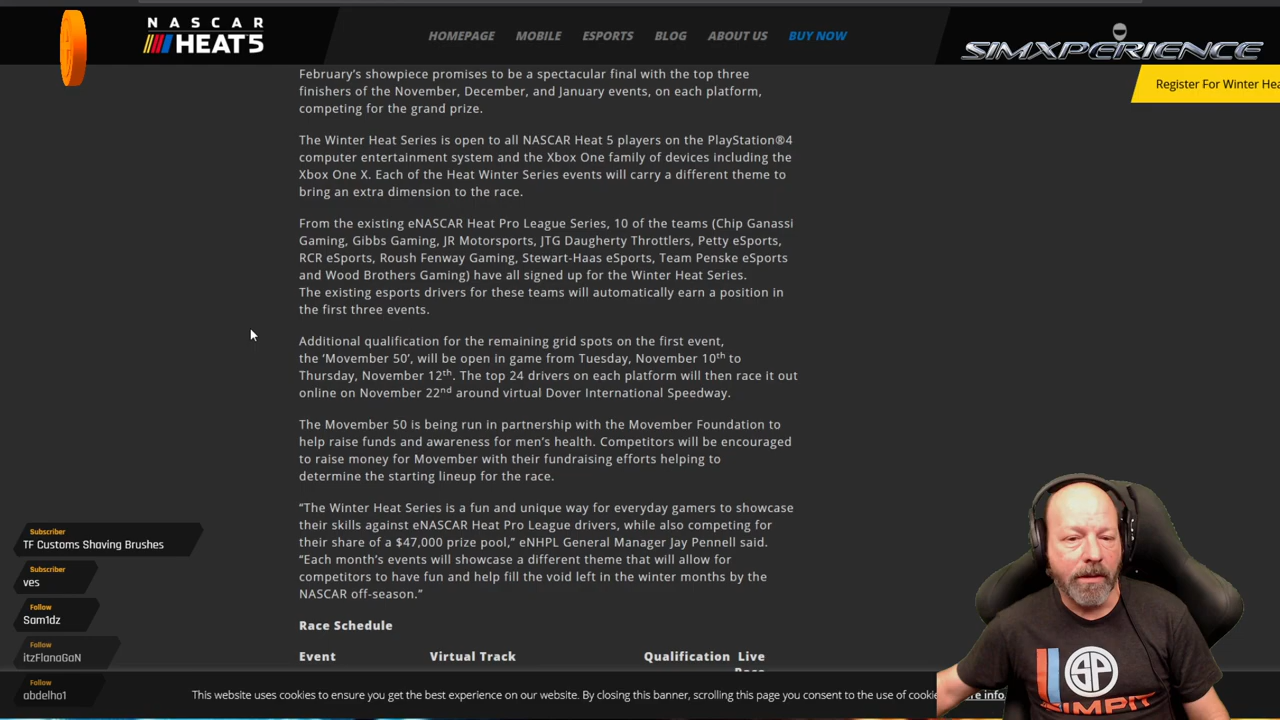 NASCAR
HEAT5
HOMEPAGE MOBILE ESPORTS BLOG ABOUT US BUY NOW
SIMXPERIENCE
Register For Winter Hea
February’s showpiece promises to be a spectacular final with the top three
finishers of the November, December, and January events, on each platform,
competing for the grand prize.
The Winter Heat Series is open to all NASCAR Heat 5 players on the PlayStation®4
computer entertainment system and the Xbox One family of devices including the
Xbox One X. Each of the Heat Winter Series events will carry a different theme to
bring an extra dimension to the race.
From the existing eNASCAR Heat Pro League Series, 10 of the teams (Chip Ganassi
Gaming, Gibbs Gaming, JR Motorsports, JTG Daugherty Throttlers, Petty eSports,
RCR eSports, Roush Fenway Gaming, Stewart-Haas eSports, Team Penske eSports
and Wood Brothers Gaming) have all signed up for the Winter Heat Series.
The existing esports drivers for these teams will automatically earn a position in
the first three events.
Additional qualification for the remaining grid spots on the first event,
the ‘Movember 50’, will be open in game from Tuesday, November 10th to
Thursday, November 12th. The top 24 drivers on each platform will then race it out
online on November 22nd around virtual Dover International Speedway.
The Movember 50 is being run in partnership with the Movember Foundation to
help raise funds and awareness for men’s health. Competitors will be encouraged
to raise money for Movember with their fundraising efforts helping to
determine the starting lineup for the race.
“The Winter Heat Series is a fun and unique way for everyday gamers to showcase
their skills against eNASCAR Heat Pro League drivers, while also competing for
their share of a $47,000 prize pool,” eNHPL General Manager Jay Pennell said.
“Each month’s events will showcase a different theme that will allow for
competitors to have fun and help fill the void left in the winter months by the
NASCAR off-season.”
Race Schedule
Event Virtual Track Qualification Live
Subscriber
TF Customs Shaving Brushes
Subscriber
ves
Follow
Sam1dz
Follow
itzFlanaGaN
Follow
abdelho1
This website uses cookies to ensure you get the best experience on our website. By closing this banner, scrolling this page you consent to the use of cookie
info
SP
SIMPIT